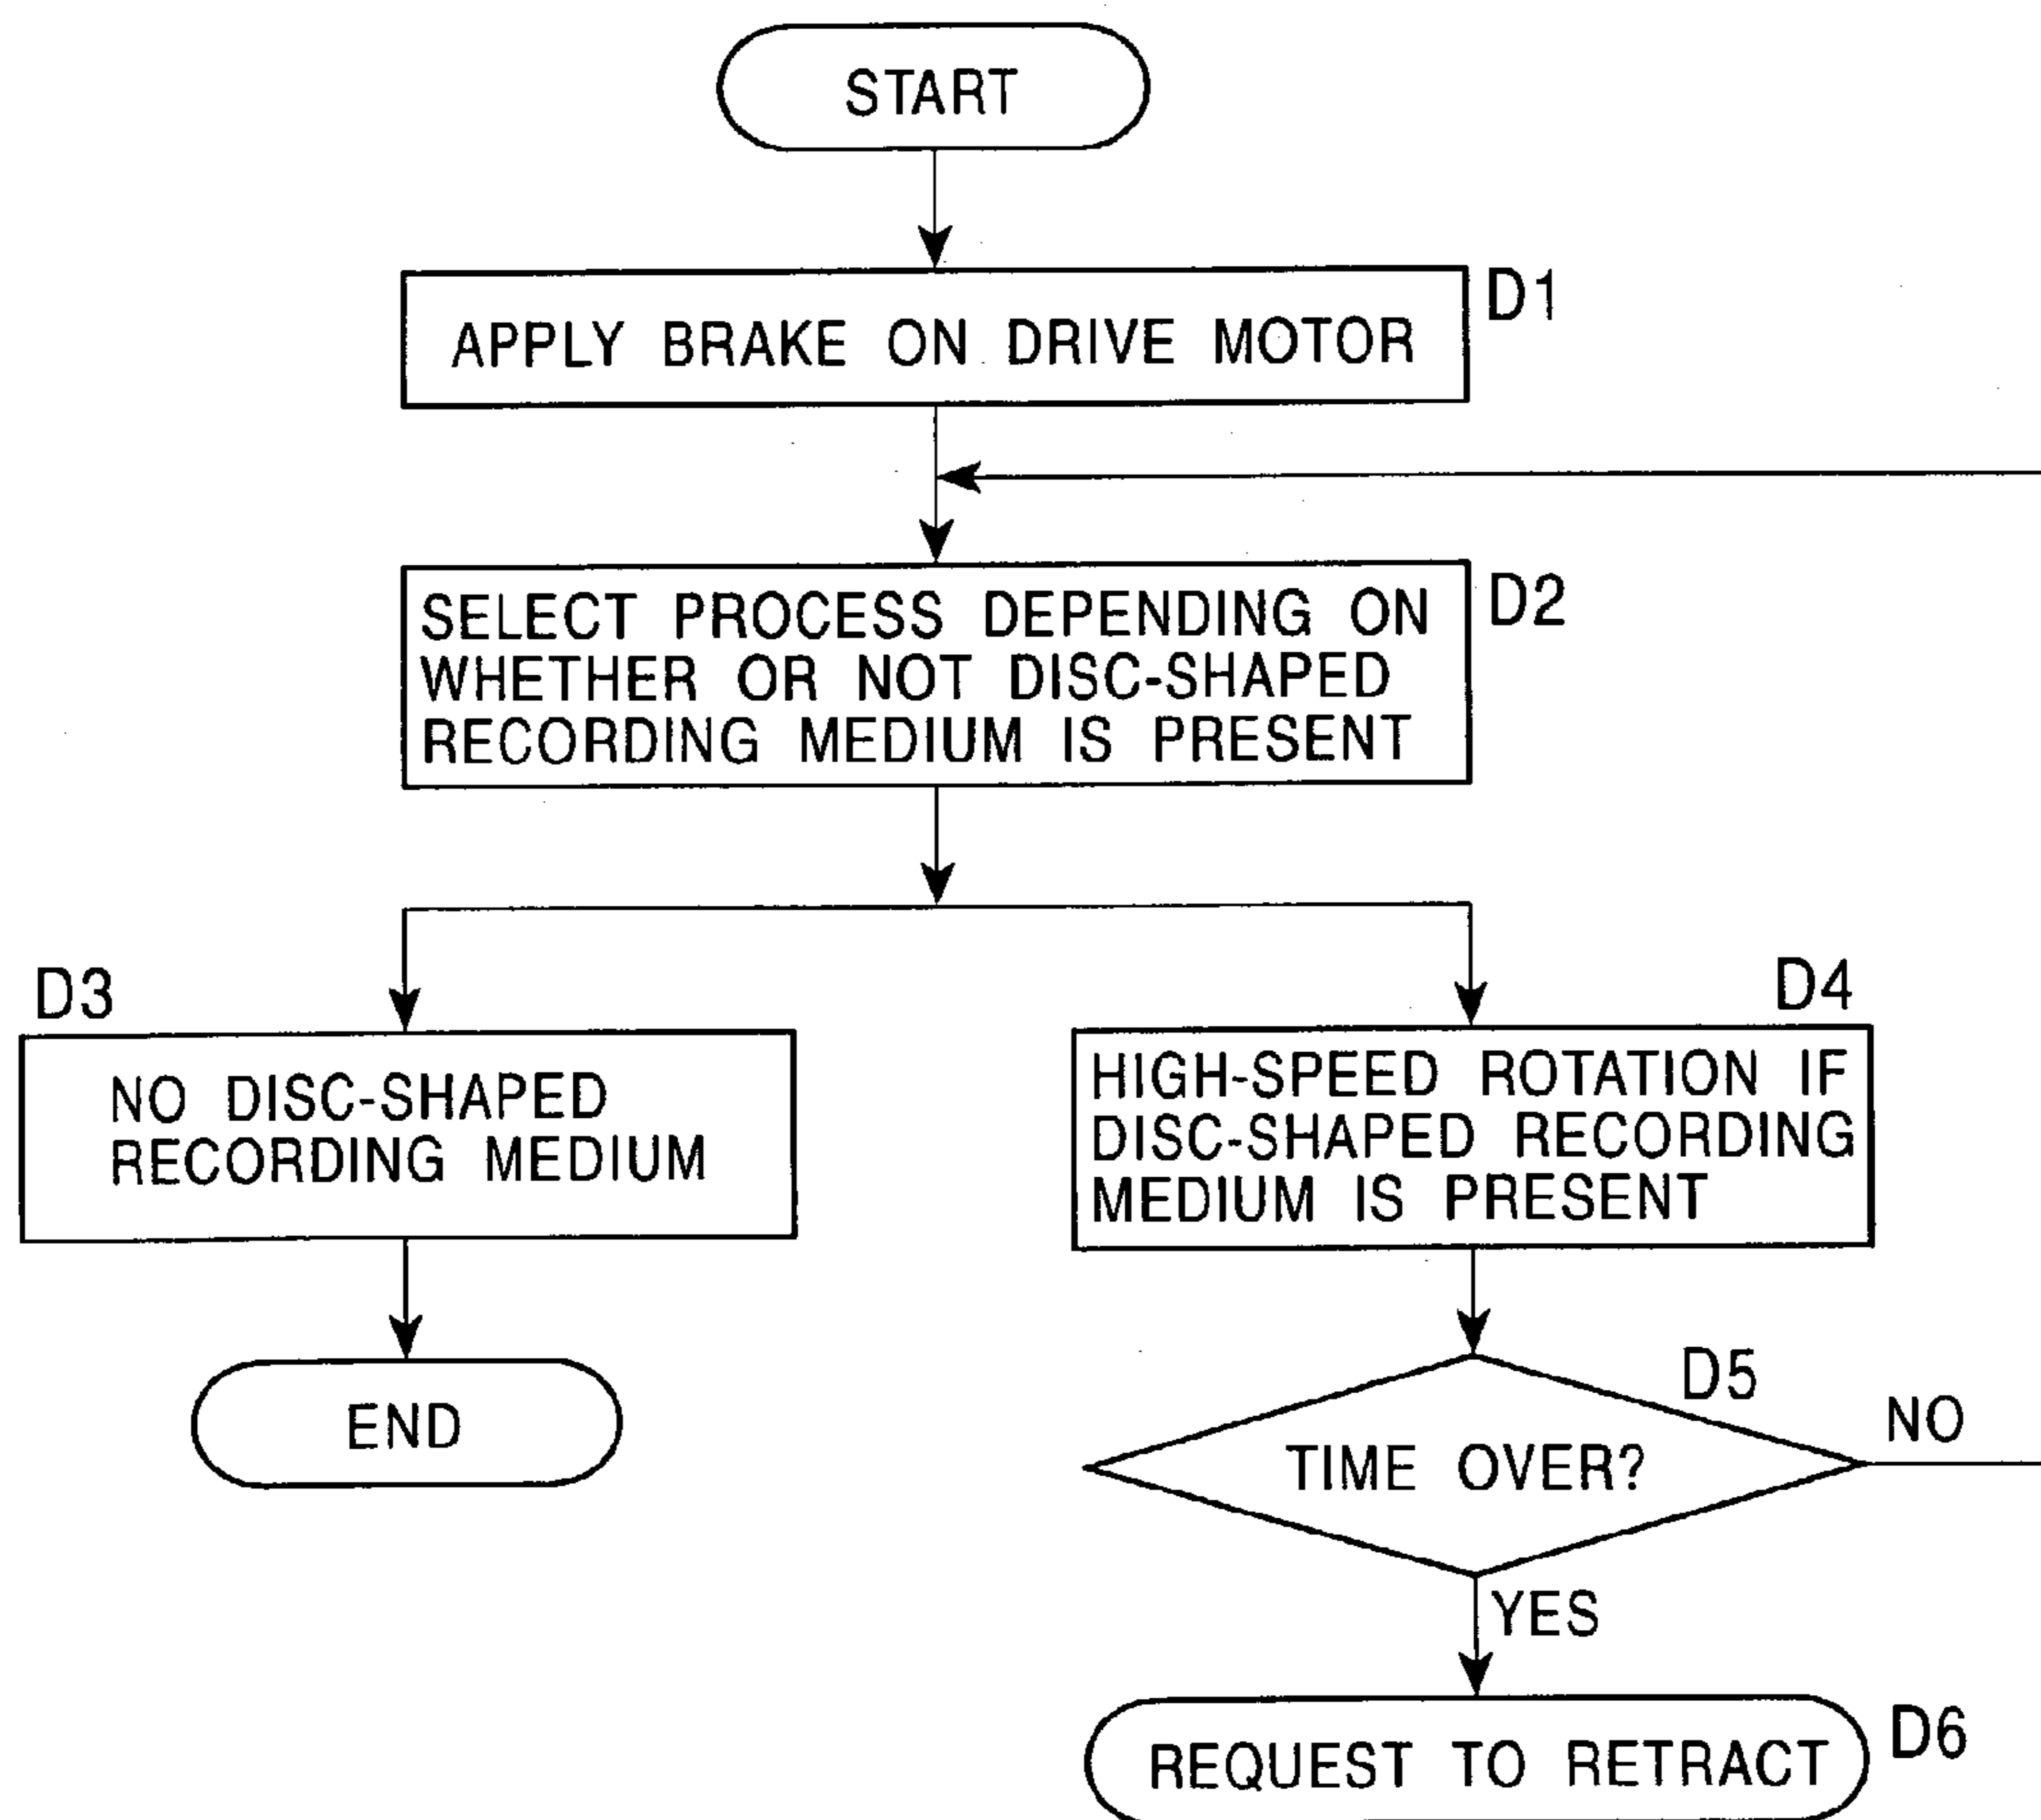 START
APPLY BRAKE ON DRIVE MOTOR
D1
SELECT PROCESS DEPENDING ON
WHETHER OR NOT DISC-SHAPED
RECORDING MEDIUM IS PRESENT
D2
D3
NO DISC-SHAPED
RECORDING MEDIUM
END
D4
HIGH-SPEED ROTATION IF
DISC-SHAPED RECORDING
MEDIUM IS PRESENT
D5
TIME OVER?
NO
YES
REQUEST TO RETRACT
D6